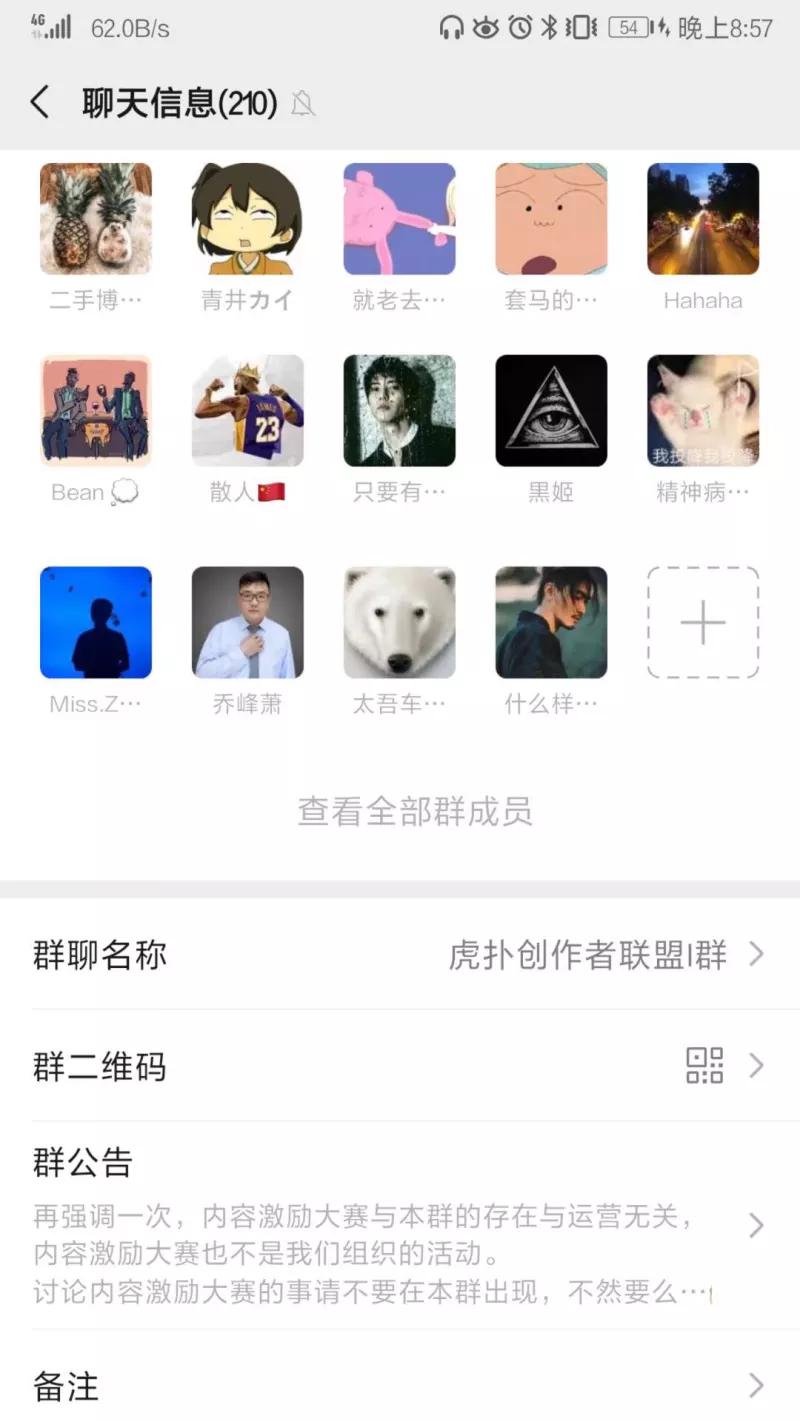 4G 62.0B/s 54 晚上8:57
聊天信息(210)
二手博… 青井カイ 就老去… 套马的… Hahaha
JAMES
23
我投降我投降
Bean 散人🇨🇳 只要有… 黑姬 精神病…
Miss.Z… 乔峰萧 太吾车… 什么样…
查看全部群成员
群聊名称 虎扑创作者联盟I群
群二维码
群公告
再强调一次，内容激励大赛与本群的存在与运营无关，
内容激励大赛也不是我们组织的活动。
讨论内容激励大赛的事请不要在本群出现，不然要么…
备注